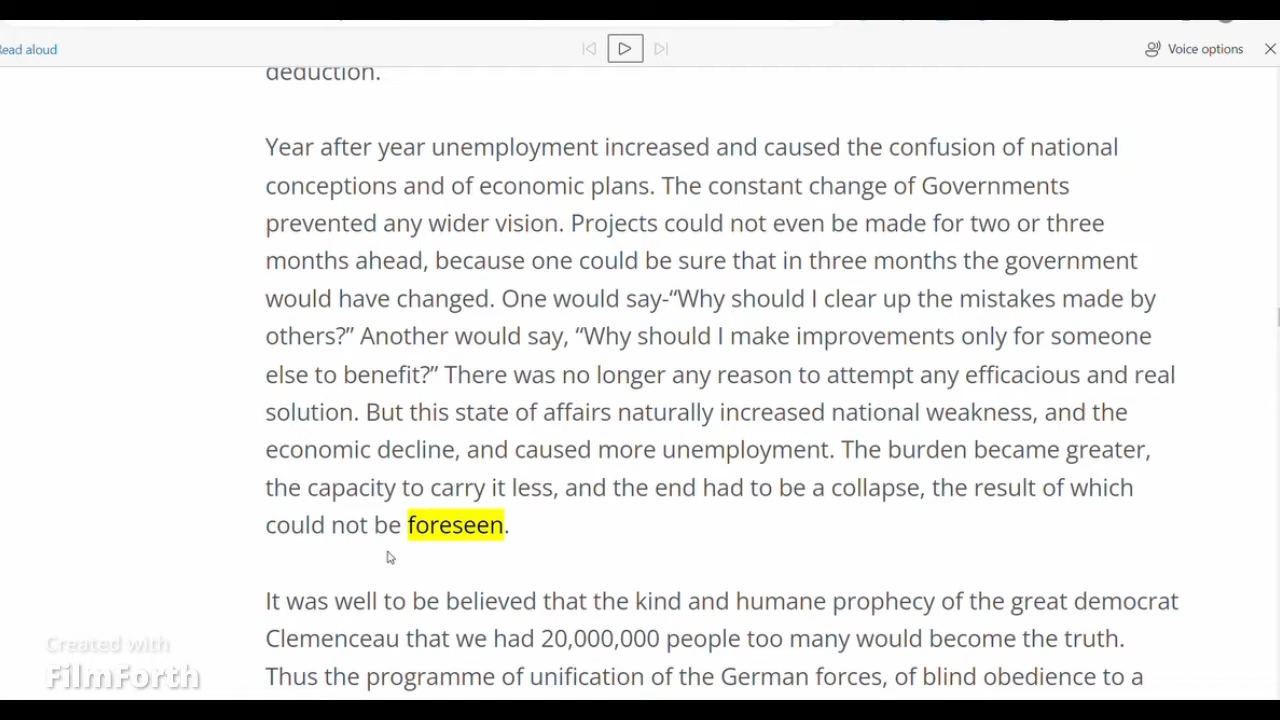 Read aloud
Voice options
deduction.
Year after year unemployment increased and caused the confusion of national
conceptions and of economic plans. The constant change of Governments
prevented any wider vision. Projects could not even be made for two or three
months ahead, because one could be sure that in three months the government
would have changed. One would say-“Why should I clear up the mistakes made by
others?” Another would say, “Why should I make improvements only for someone
else to benefit?” There was no longer any reason to attempt any efficacious and real
solution. But this state of affairs naturally increased national weakness, and the
economic decline, and caused more unemployment. The burden became greater,
the capacity to carry it less, and the end had to be a collapse, the result of which
could not be foreseen.
It was well to be believed that the kind and humane prophecy of the great democrat
Clemenceau that we had 20,000,000 people too many would become the truth.
Thus the programme of unification of the German forces, of blind obedience to a
Created with
FilmForth